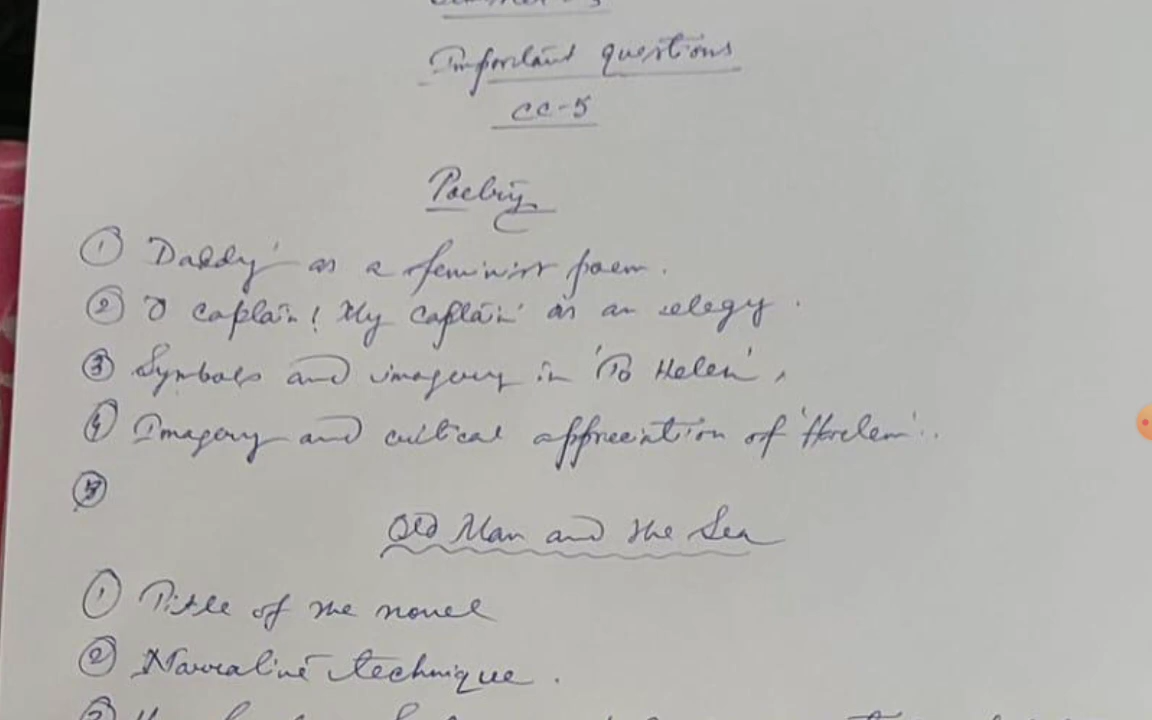 Important questions
CC-5
Poetry
① Daddy' as a feminist poem.
② O Captain! My Captain' as an elegy.
③ Symbols and imagery in 'To Helen',
④ Imagery and critical appreciation of 'Harlem'..
⑤
Old Man and the Sea
① Title of the novel
② Narrative technique.